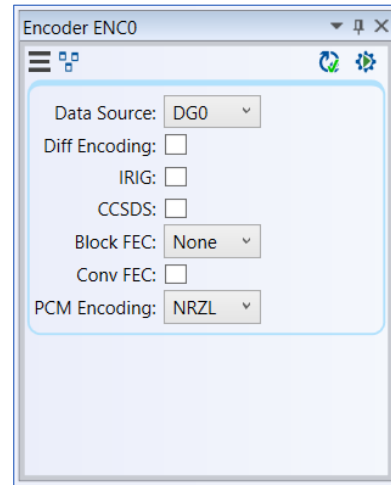 Encoder ENC0
Data Source: DG0
Diff Encoding:
IRIG:
CCSDS:
Block FEC: None
Conv FEC:
PCM Encoding: NRZL